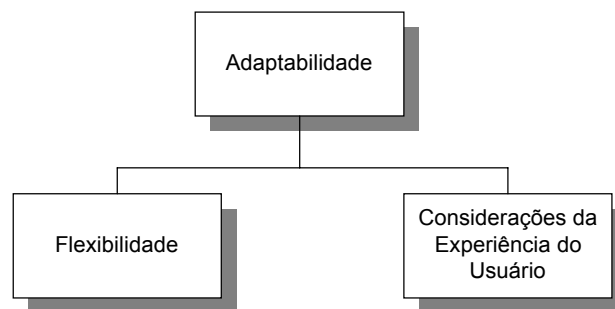 Adaptabilidade
Flexibilidade
Considerações da
Experiência do
Usuário